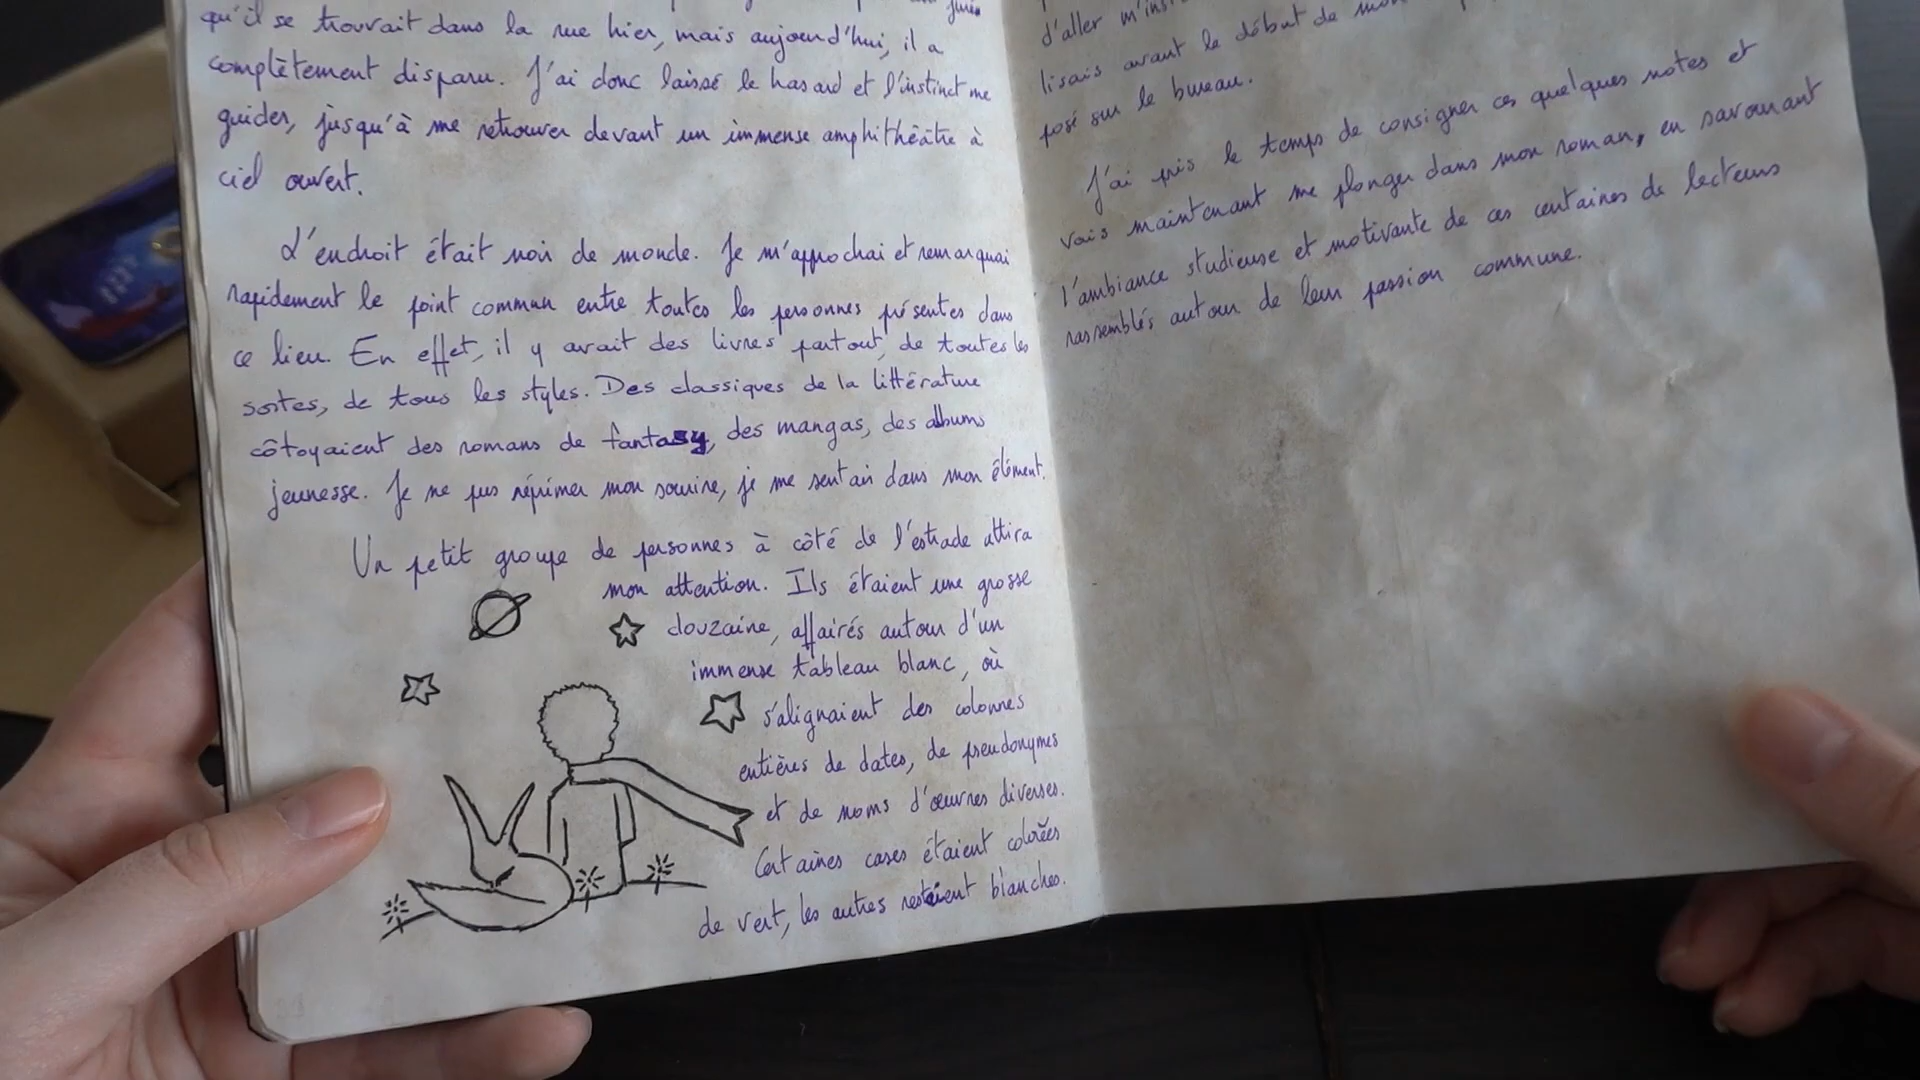 qu'il se trouvait dans la rue hier, mais aujourd'hui, il a
complètement disparu. J'ai donc laissé le hasard et l'instinct me
guider, jusqu'à me retrouver devant un immense amphithéâtre à
ciel ouvert.
L'endroit était noir de monde. Je m'approchai et remarquai
rapidement le point commun entre toutes les personnes présentes dans
ce lieu. En effet, il y avait des livres partout, de toutes les
sortes, de tous les styles. Des classiques de la littérature
côtoyaient des romans de fantasy, des mangas, des albums
jeunesse. Je ne pus réprimer mon sourire, je me sentais dans mon élément.
Un petit groupe de personnes à côté de l'estrade attira
mon attention. Ils étaient une grosse
douzaine, affairés autour d'un
immense tableau blanc, où
s'alignaient des colonnes
entières de dates, de pseudonymes
et de noms d'œuvres diverses.
Certaines cases étaient colorées
de vert, les autres restaient blanches.
d'aller
lisais avant le début de
posé sur le bureau.
J'ai pris le temps de consigner ces quelques notes et
vais maintenant me plonger dans mon roman, en savourant
l'ambiance studieuse et motivante de ces centaines de lecteurs
rassemblés autour de leur passion commune.